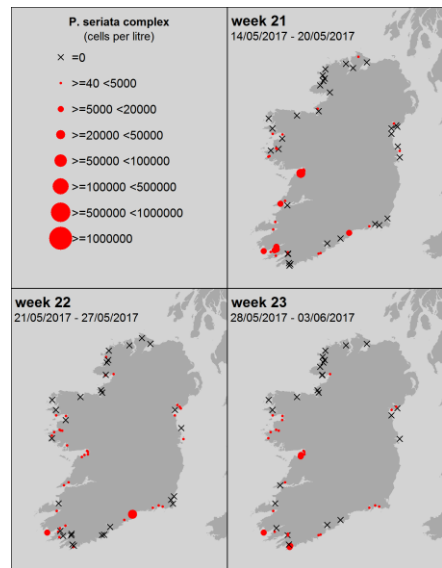 P. seriata complex
(cells per litre)
=0
>=40 <5000
>=5000 <20000
>=20000 <50000
>=50000 <100000
>=100000 <500000
>=500000 <1000000
>=1000000
week 21
14/05/2017 - 20/05/2017
week 22
21/05/2017 - 27/05/2017
week 23
28/05/2017 - 03/06/2017